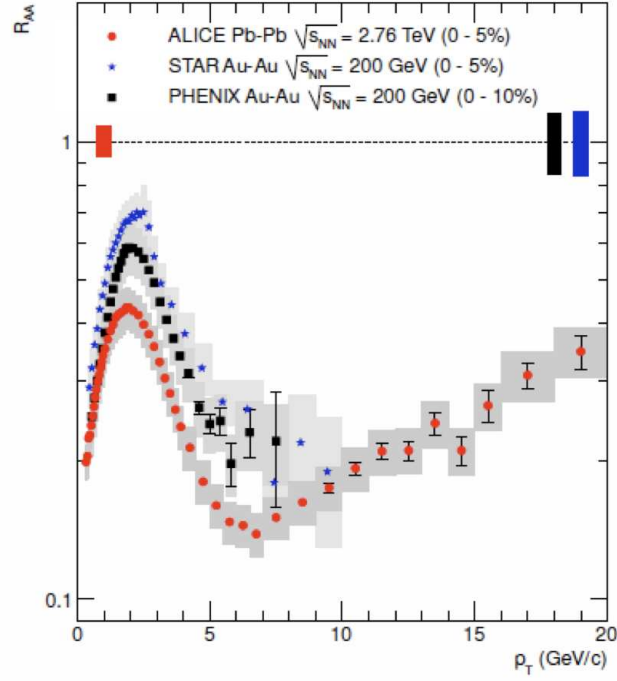 R_AA
ALICE Pb-Pb √s_NN = 2.76 TeV (0 - 5%)
STAR Au-Au √s_NN = 200 GeV (0 - 5%)
PHENIX Au-Au √s_NN = 200 GeV (0 - 10%)
1
0.1
0 5 10 15 20
p_T (GeV/c)